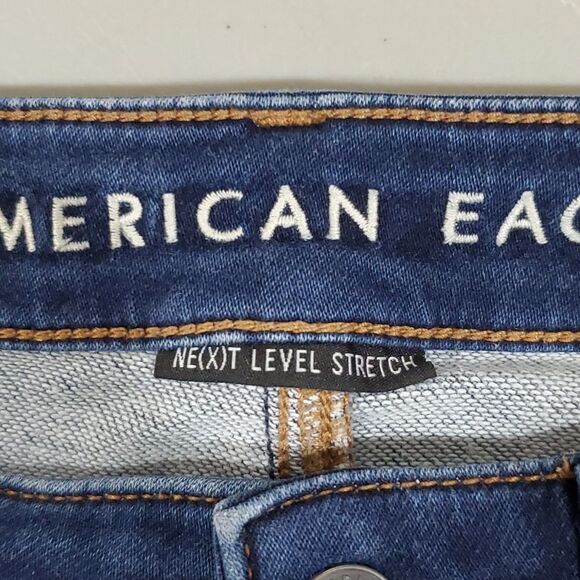 MERICAN EAG
NE(X)T LEVEL STRETCH